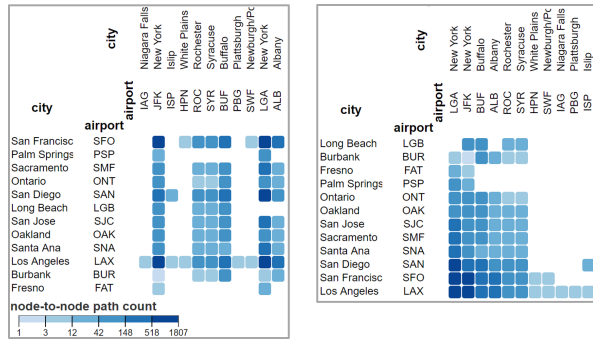 city
Niagara Falls
New York
Islip
White Plains
Rochester
Syracuse
Buffalo
Plattsburgh
Newburgh/Po
New York
Albany
airport
IAG
JFK
ISP
HPN
ROC
SYR
BUF
PBG
SWF
LGA
ALB
city
airport
San Francisc SFO
Palm Springs PSP
Sacramento SMF
Ontario ONT
San Diego SAN
Long Beach LGB
San Jose SJC
Oakland OAK
Santa Ana SNA
Los Angeles LAX
Burbank BUR
Fresno FAT
node-to-node path count
1 3 12 42 148 518 1807
city
New York
New York
Buffalo
Albany
Rochester
Syracuse
White Plains
Newburgh/Pc
Niagara Falls
Plattsburgh
Islip
airport
LGA
JFK
BUF
ALB
ROC
SYR
HPN
SWF
IAG
PBG
ISP
city
airport
Long Beach LGB
Burbank BUR
Fresno FAT
Palm Springs PSP
Ontario ONT
Oakland OAK
San Jose SJC
Sacramento SMF
Santa Ana SNA
San Diego SAN
San Francisc SFO
Los Angeles LAX